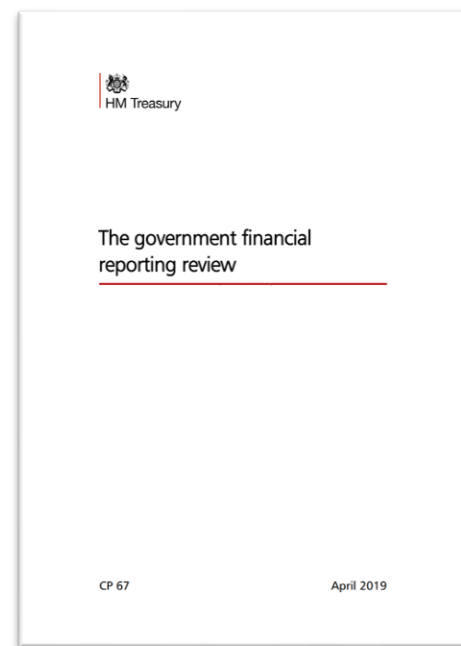 HM Treasury
The government financial
reporting review
CP 67
April 2019